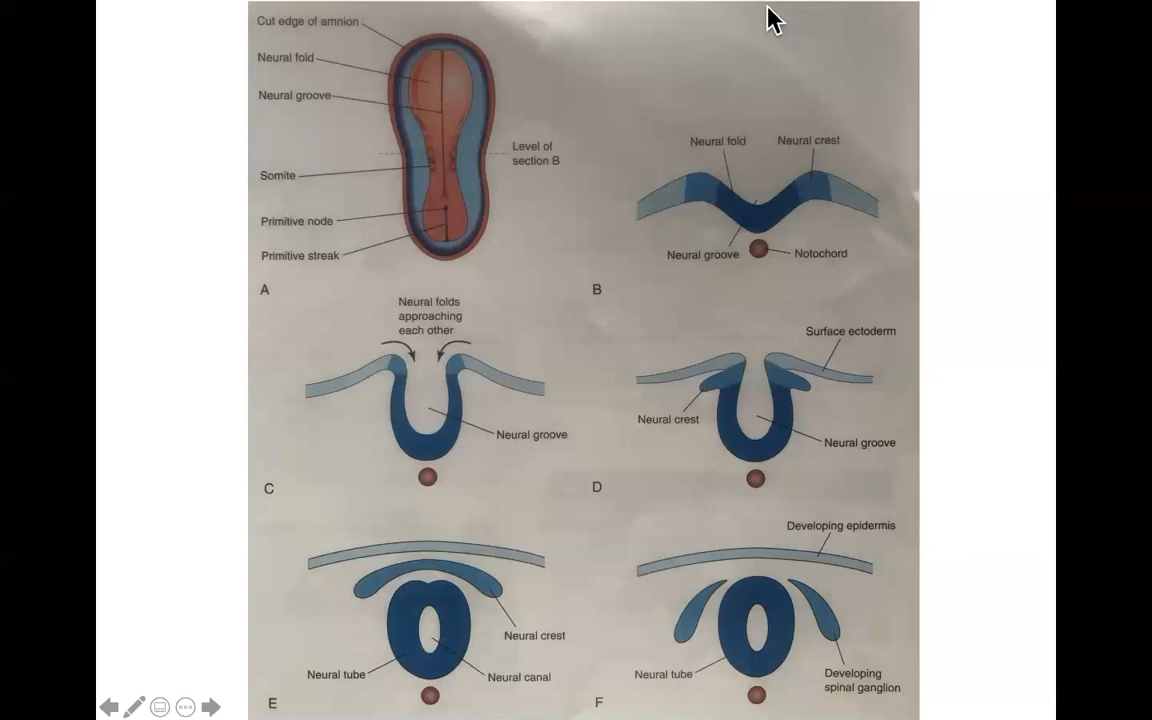 Cut edge of amnion
Neural fold
Neural groove
Level of
section B
Somite
Primitive node
Primitive streak
A
Neural fold
Neural crest
Neural groove
Notochord
B
Neural folds
approaching
each other
Neural groove
C
Surface ectoderm
Neural crest
Neural groove
D
Neural crest
Neural tube
Neural canal
E
Developing epidermis
Neural tube
Developing
spinal ganglion
F